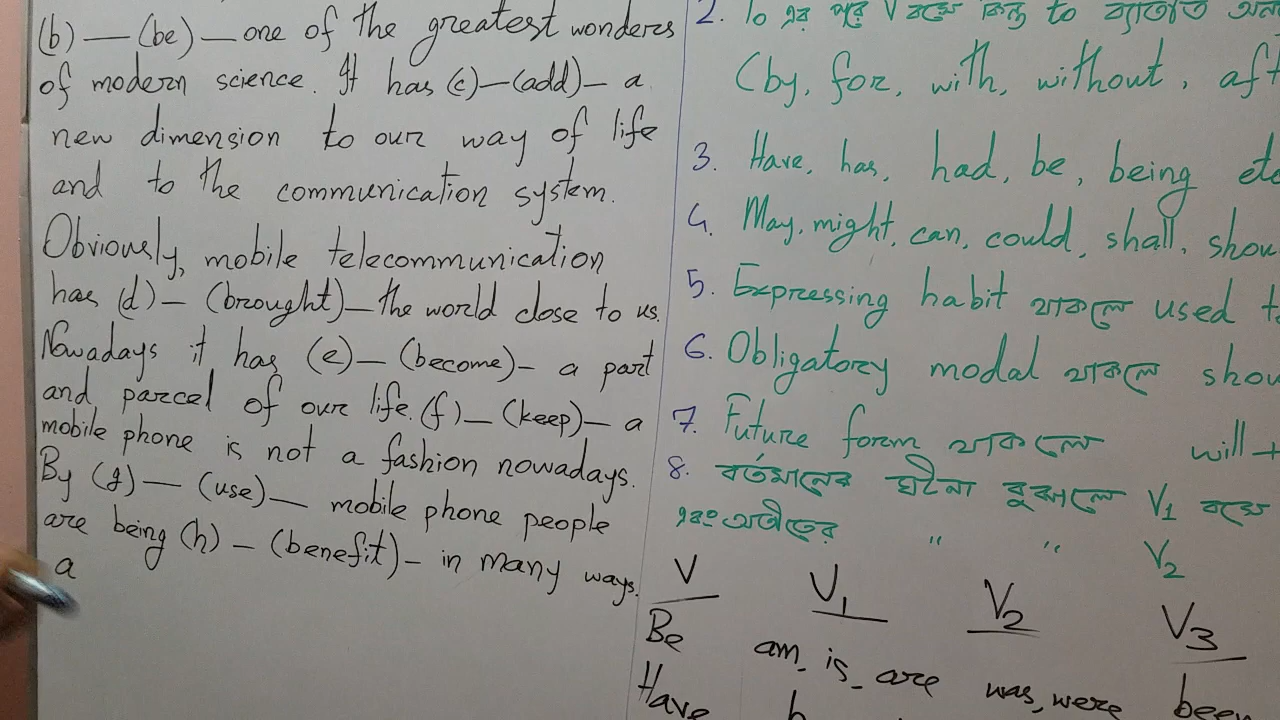 (b) — (be) — one of the greatest wonders
of modern science. It has (c) — (add) — a
new dimension to our way of life
and to the communication system.
Obviously, mobile telecommunication
has (d) — (brought) — the world close to us.
Nowadays it has (e) — (become) — a part
and parcel of our life. (f) — (keep) — a
mobile phone is not a fashion nowadays.
By (g) — (use) — mobile phone people
are being (h) — (benefit) — in many ways.
a
2. To এর পরে V বসে কিন্তু to ব্যতীত
(by, for, with, without, aft
3. Have, has, had, be, being etc
4. May, might, can, could, shall, shou
5. Expressing habit থাকলে used t
6. Obligatory modal থাকলে shou
7. Future form থাকলে will +
8. বর্তমানের ঘটনা বুঝালে V1 বসে
এবং অতীতের " " V2
V V1 V2 V3
Be am, is, are was, were been
Have